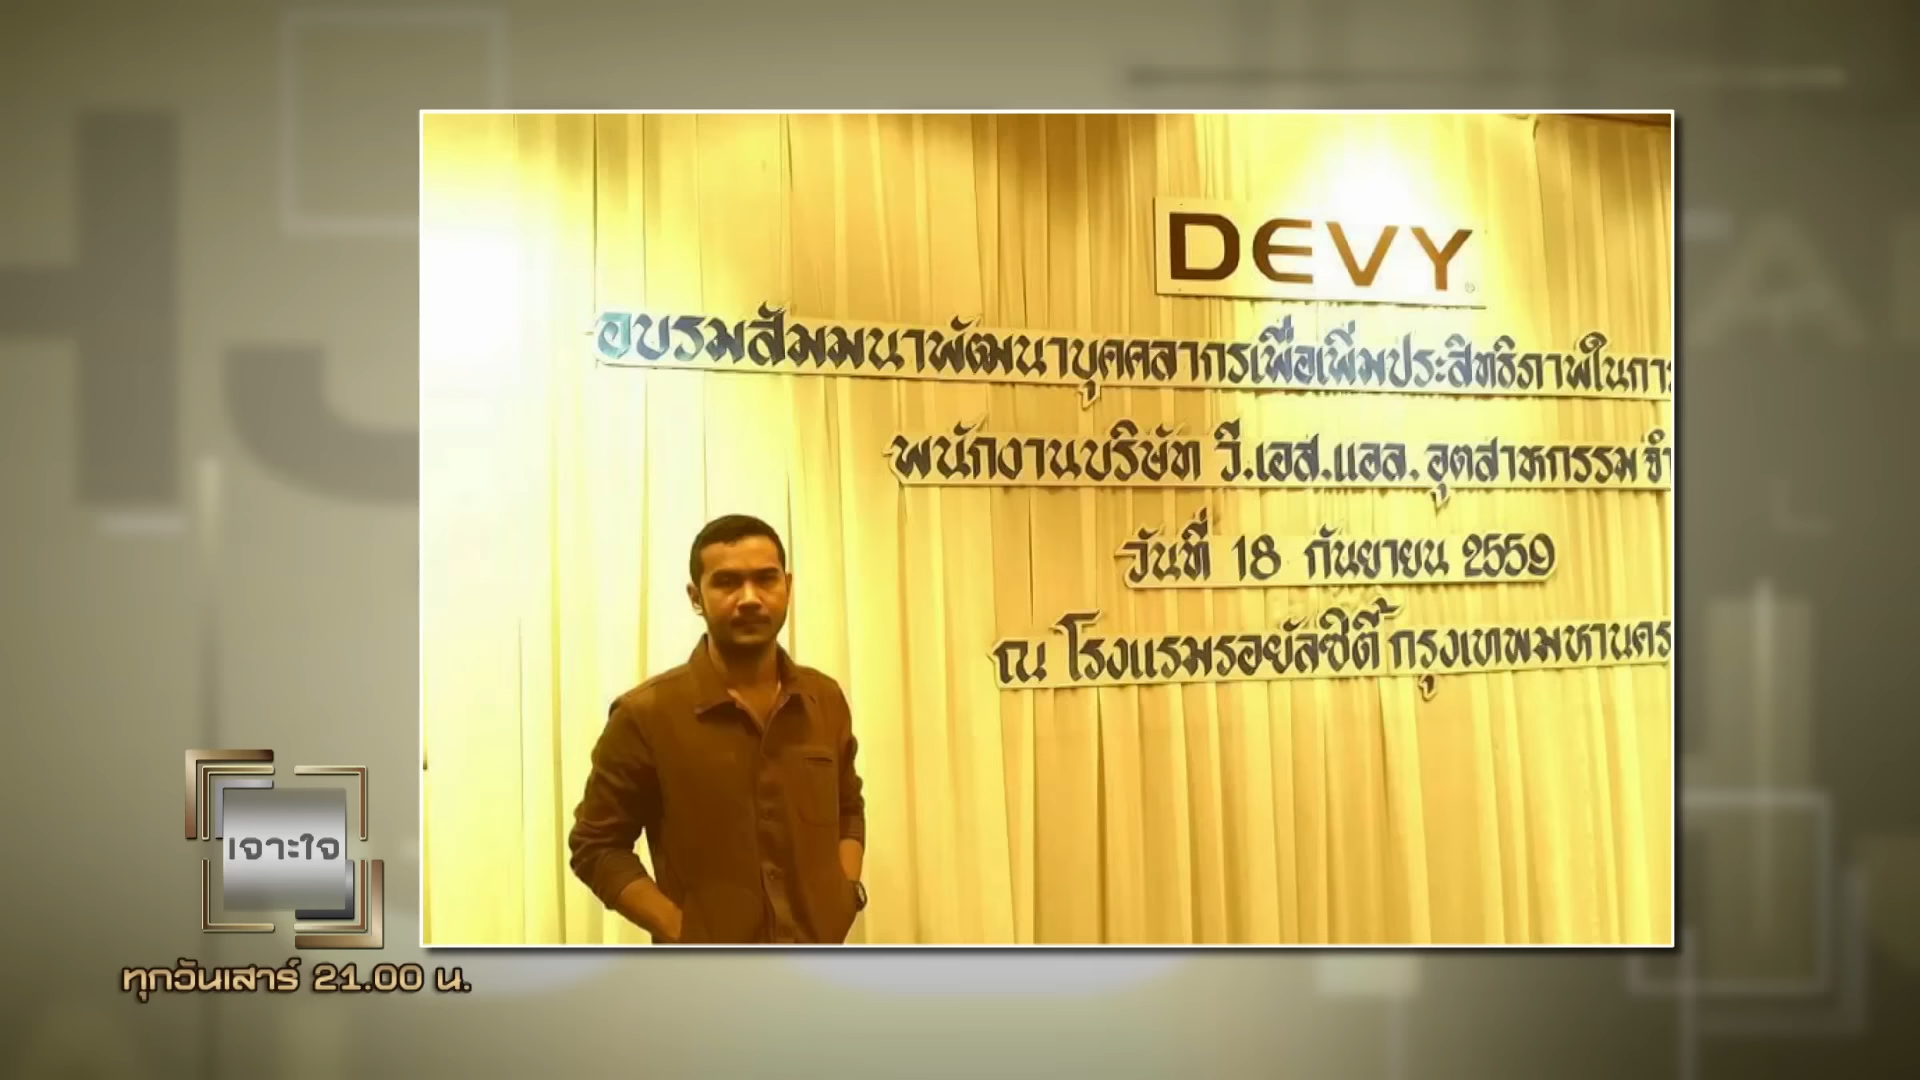 DEVY
อบรมสัมมนาพัฒนาบุคคลากรเพื่อเพิ่มประสิทธิภาพในกา
พนักงานบริษัท วี.เอส.แอล. อุตสาหกรรม จำ
วันที่ 18 กันยายน 2559
ณ โรงแรมรอยัลซิตี้ กรุงเทพมหานคร
เจาะใจ
ทุกวันเสาร์ 21.00 น.